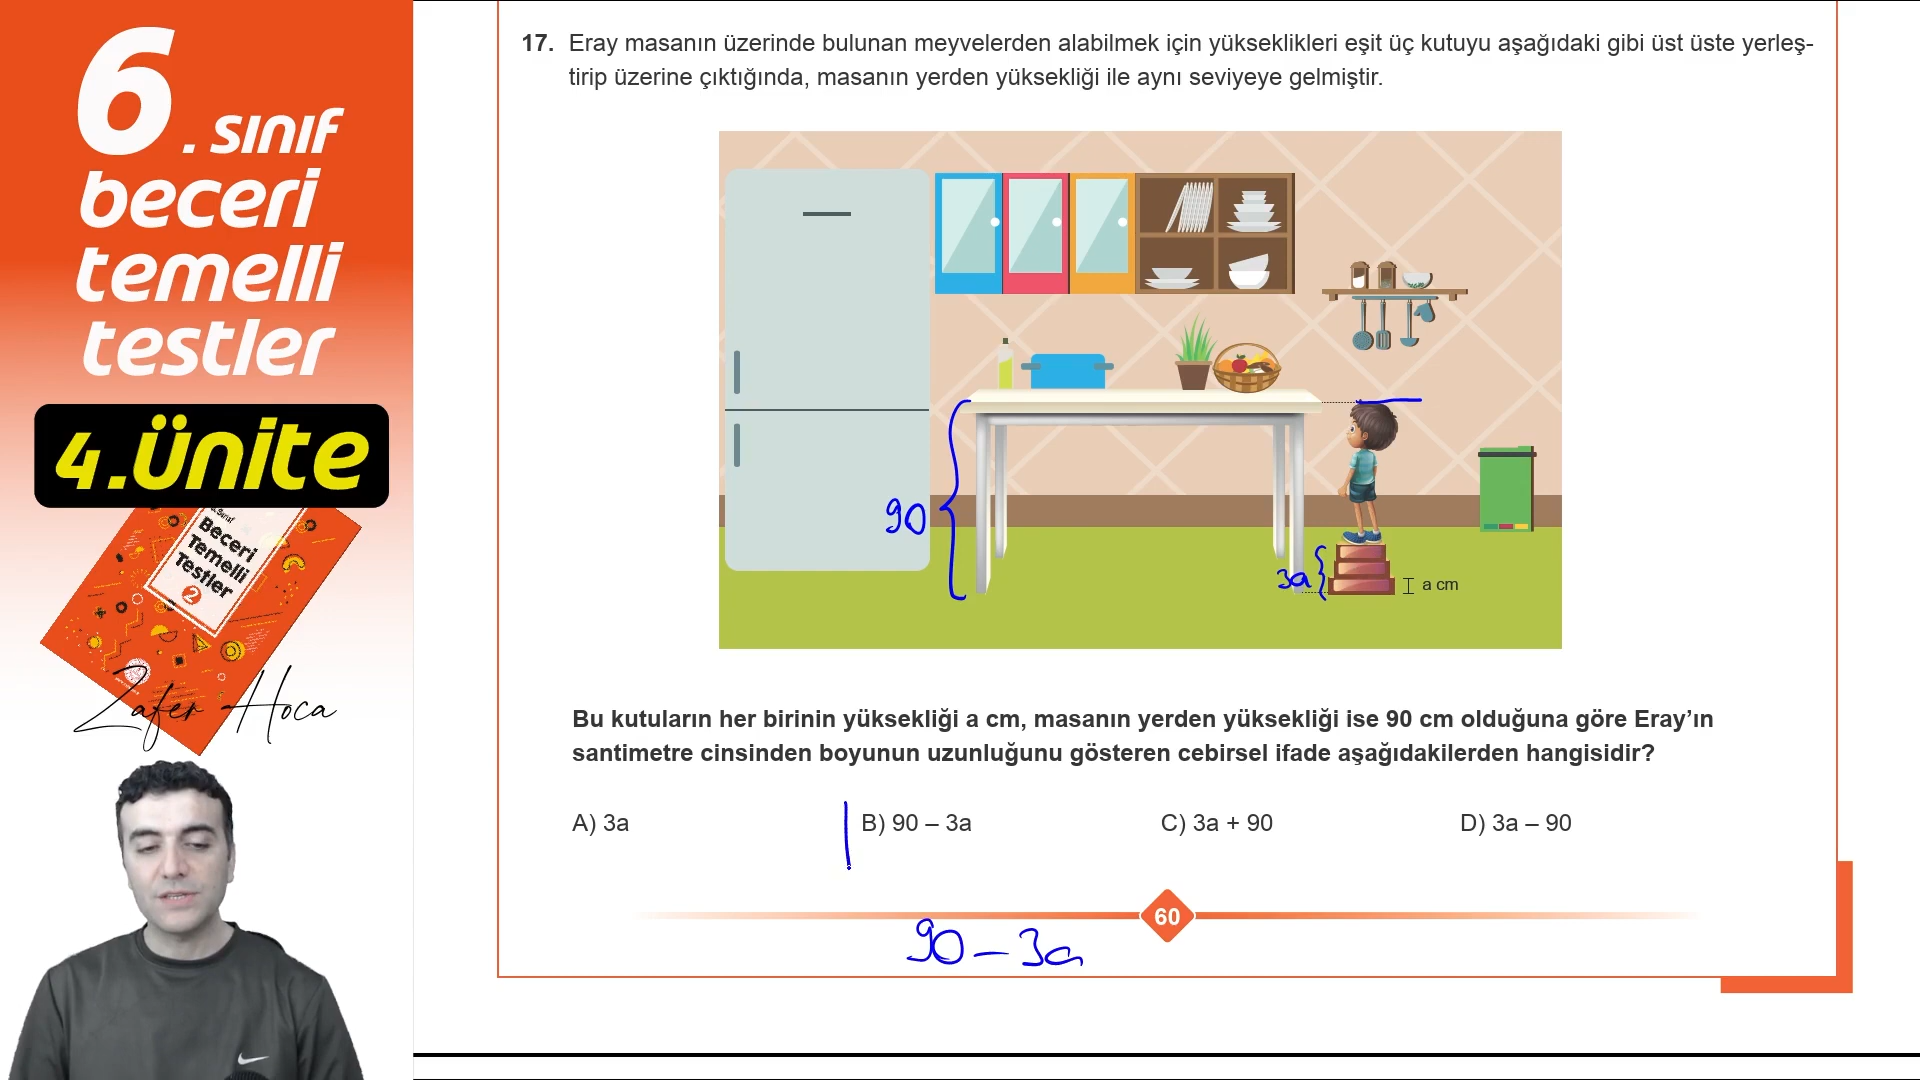 6. sınıf
beceri
temelli
testler
4.ünite
Beceri
Temelli
Testler
2
Zafer Hoca
17. Eray masanın üzerinde bulunan meyvelerden alabilmek için yükseklikleri eşit üç kutuyu aşağıdaki gibi üst üste yerleş-
tirip üzerine çıktığında, masanın yerden yüksekliği ile aynı seviyeye gelmiştir.
90
3a
a cm
Bu kutuların her birinin yüksekliği a cm, masanın yerden yüksekliği ise 90 cm olduğuna göre Eray’ın
santimetre cinsinden boyunun uzunluğunu gösteren cebirsel ifade aşağıdakilerden hangisidir?
A) 3a B) 90 – 3a C) 3a + 90 D) 3a – 90
60
90 – 3a